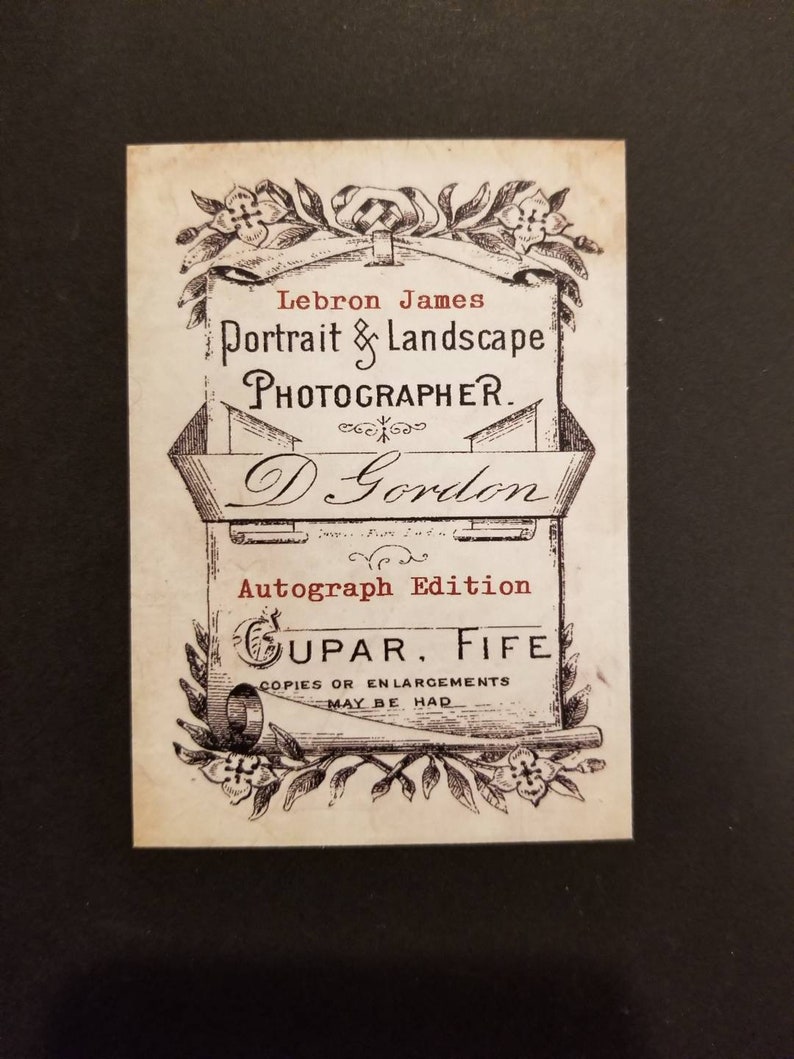 Lebron James
Portrait & Landscape
PHOTOGRAPHER.
D Gordon
Autograph Edition
CUPAR, FIFE
COPIES OR ENLARGEMENTS
MAY BE HAD